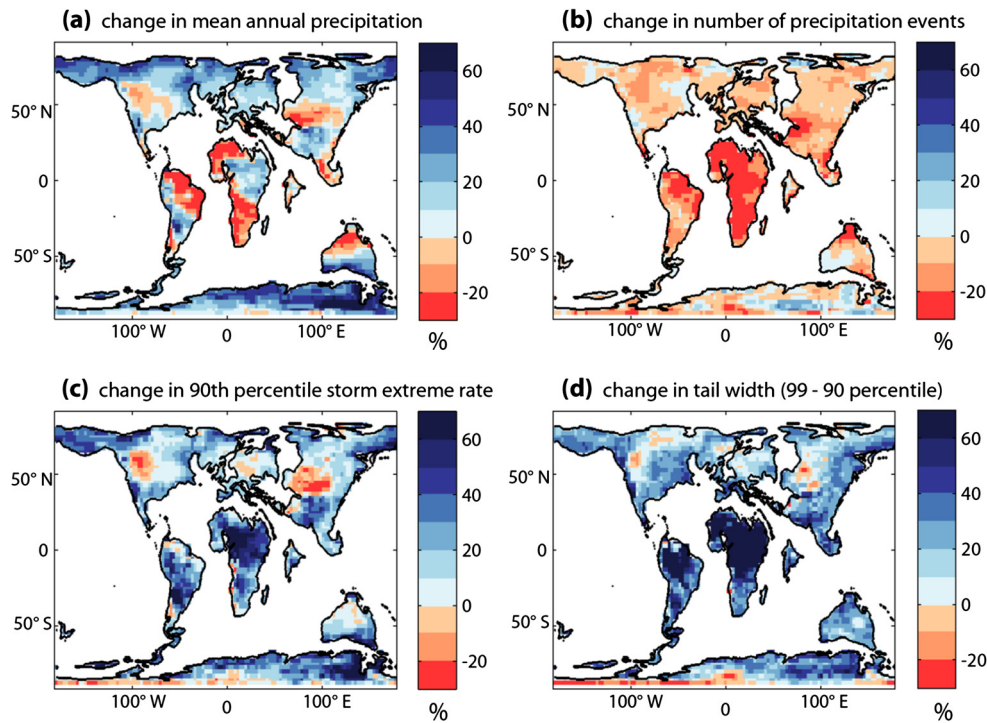 (a) change in mean annual precipitation
60
40
20
0
-20
%
50° N
0
50° S
100° W 0 100° E
(b) change in number of precipitation events
60
40
20
0
-20
%
50° N
0
50° S
100° W 0 100° E
(c) change in 90th percentile storm extreme rate
60
40
20
0
-20
%
50° N
0
50° S
100° W 0 100° E
(d) change in tail width (99 - 90 percentile)
60
40
20
0
-20
%
50° N
0
50° S
100° W 0 100° E